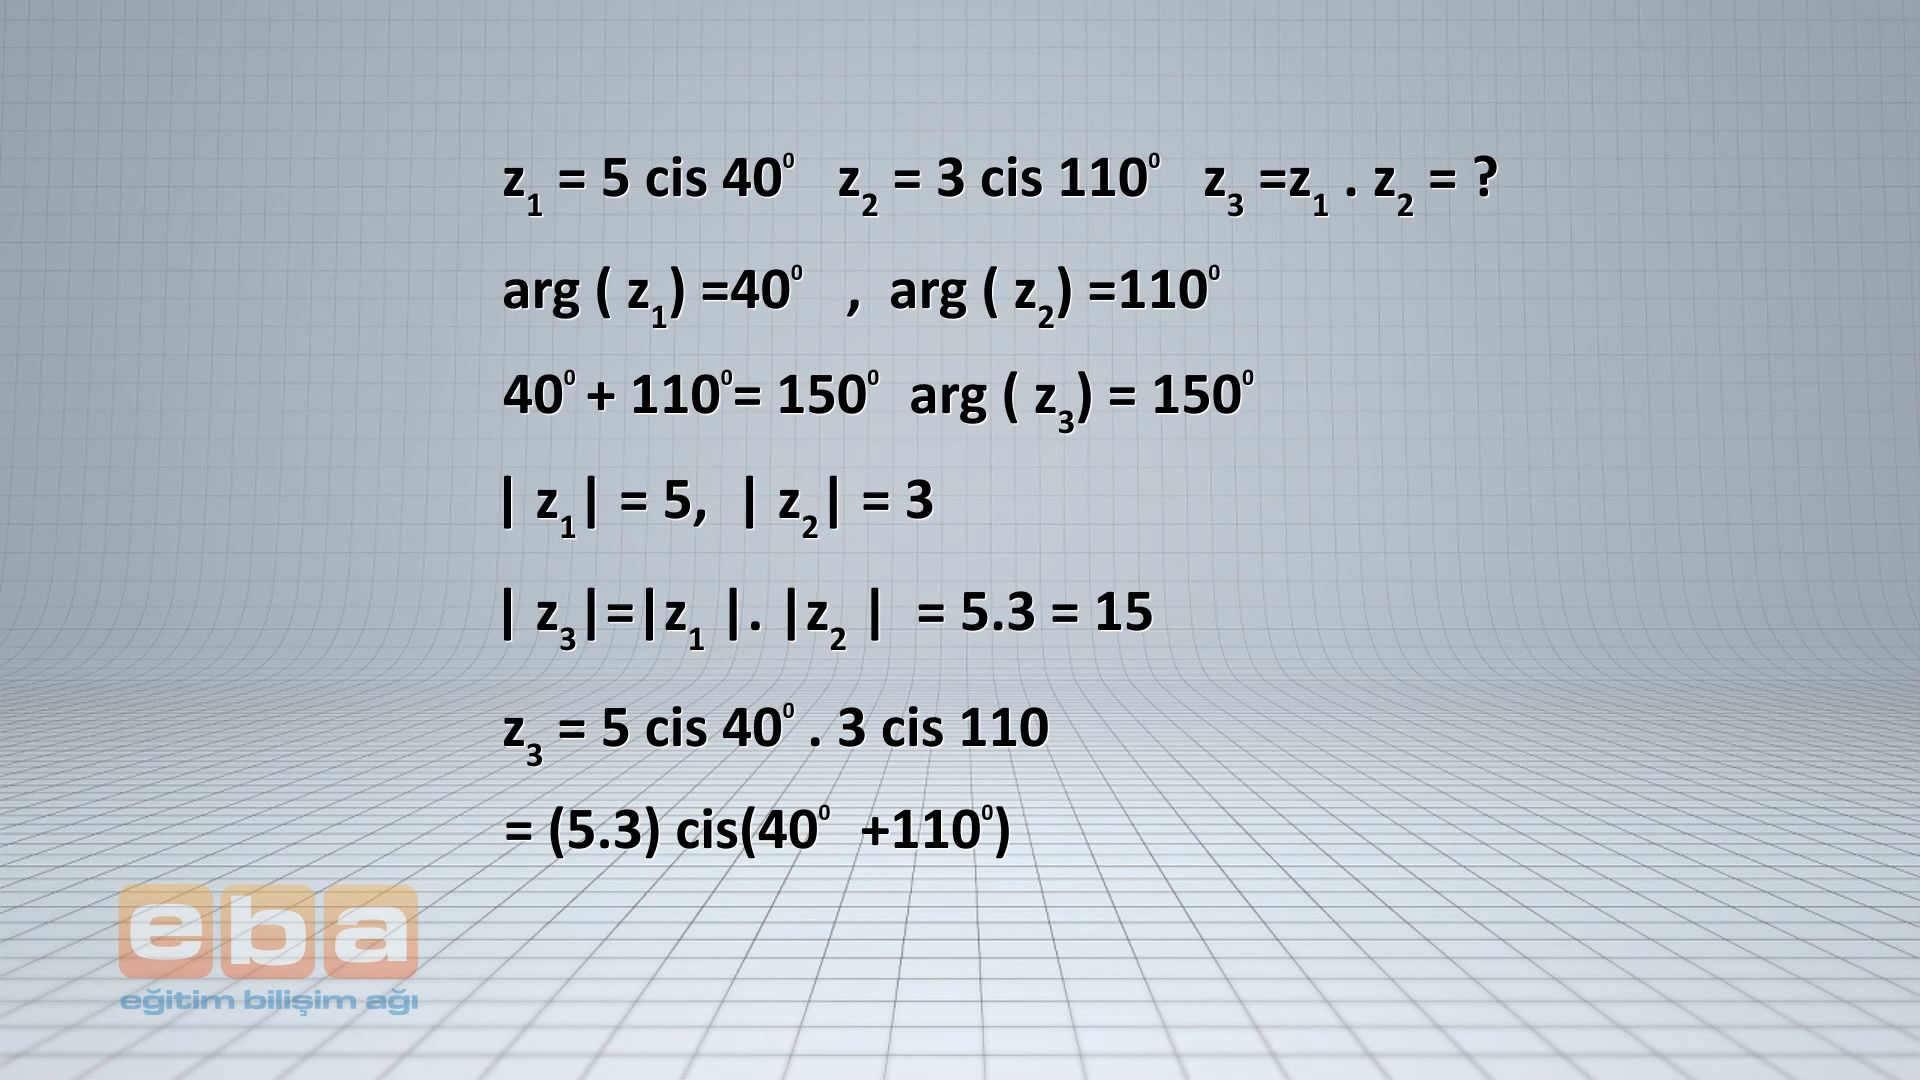 z₁ = 5 cis 40⁰ z₂ = 3 cis 110⁰ z₃ =z₁ . z₂ = ?
arg ( z₁) =40⁰ , arg ( z₂) =110⁰
40⁰ + 110⁰= 150⁰ arg ( z₃) = 150⁰
| z₁| = 5, | z₂| = 3
| z₃|=|z₁ |. |z₂ | = 5.3 = 15
z₃ = 5 cis 40⁰ . 3 cis 110
= (5.3) cis(40⁰ +110⁰)
eba
eğitim bilişim ağı